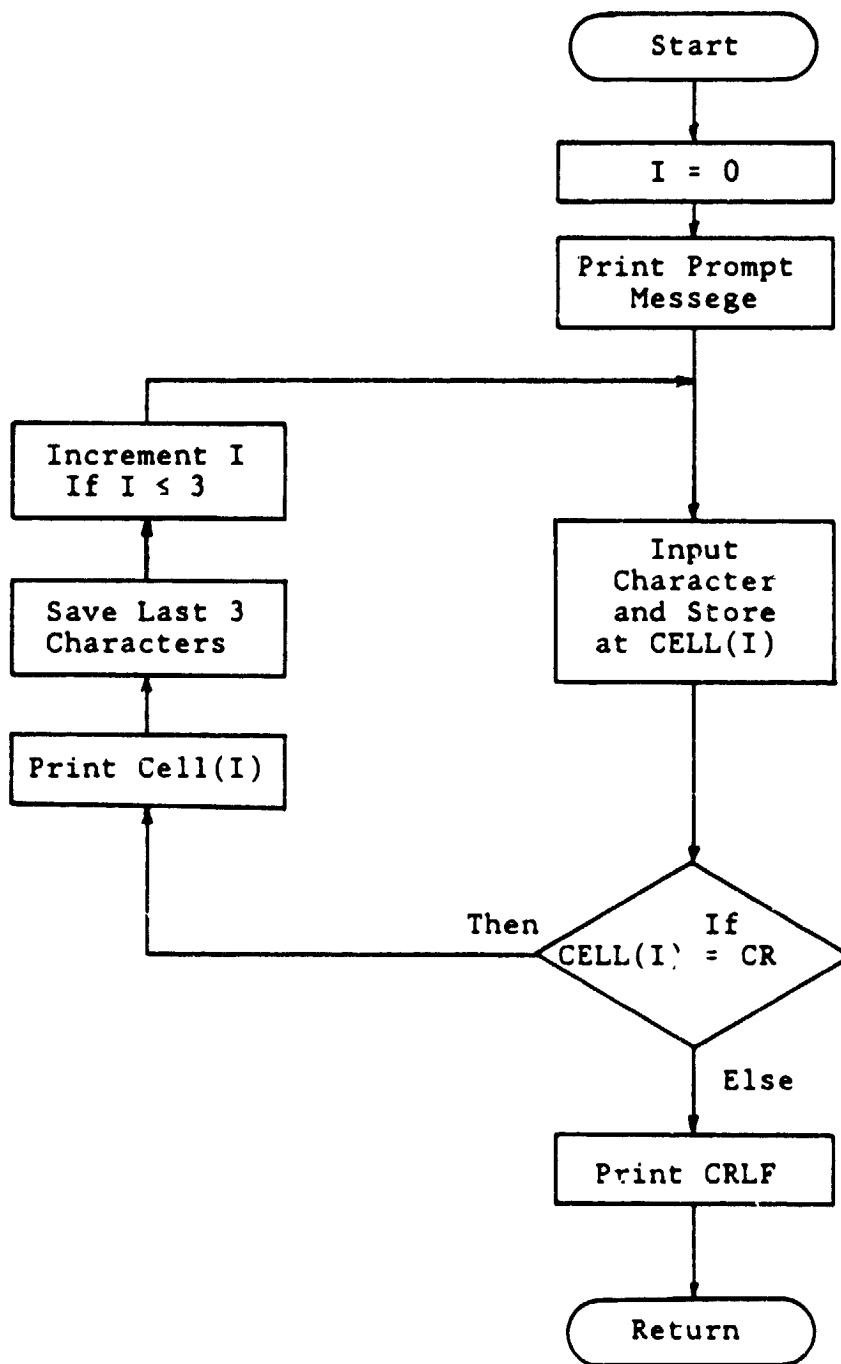 Start
I = 0
Print Prompt
Messege
Increment I
If I ≤ 3
Input
Character
and Store
at CELL(I)
Save Last 3
Characters
Print Cell(I)
Then
If
CELL(I) = CR
Else
Print CRLF
Return